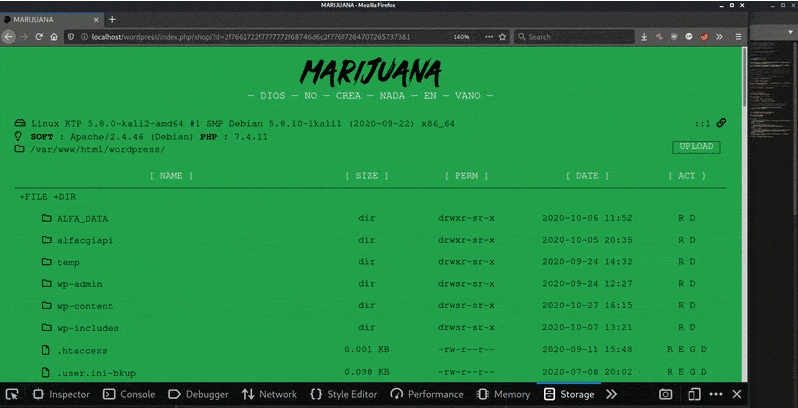 MARIJUANA - Mozilla Firefox
MARIJUANA
localhost/wordpress/index.php/shop/?d=2f7661722f7777772f68746d6c2f776f726470726573732&1
140%
Search
MARIJUANA
— DIOS — NO — CREA — NADA — EN — VANO —
Linux KTP 5.8.0-kali2-amd64 #1 SMP Debian 5.8.10-1kali1 (2020-09-22) x86_64
::1
SOFT : Apache/2.4.46 (Debian) PHP : 7.4.11
/var/www/html/wordpress/
UPLOAD
[ NAME ] [ SIZE ] [ PERM ] [ DATE ] [ ACT ]
+FILE +DIR
ALFA_DATA dir drwxr-sr-x 2020-10-06 11:52 R D
alfacgiapi dir drwxr-sr-x 2020-10-05 20:35 R D
temp dir drwxr-sr-x 2020-09-24 14:32 R D
wp-admin dir drwsr-sr-x 2020-09-24 12:27 R D
wp-content dir drwsr-sr-x 2020-10-27 16:15 R D
wp-includes dir drwsr-sr-x 2020-10-07 13:21 R D
.htaccess 0.001 KB -rw-r--r-- 2020-09-11 15:48 R E G D
.user.ini-bkup 0.098 KB -rw-r--r-- 2020-07-08 20:02 R E G D
Inspector Console Debugger Network Style Editor Performance Memory Storage